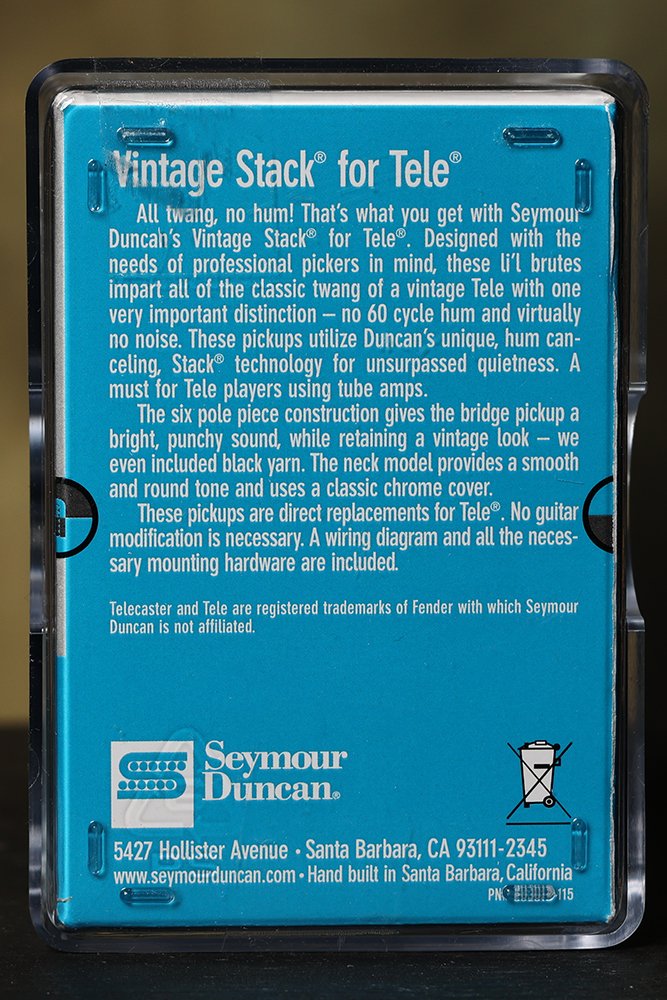 Vintage Stack® for Tele®
All twang, no hum! That's what you get with Seymour
Duncan's Vintage Stack® for Tele®. Designed with the
needs of professional pickers in mind, these li'l brutes
impart all of the classic twang of a vintage Tele with one
very important distinction – no 60 cycle hum and virtually
no noise. These pickups utilize Duncan's unique, hum can-
celing, Stack® technology for unsurpassed quietness. A
must for Tele players using tube amps.
The six pole piece construction gives the bridge pickup a
bright, punchy sound, while retaining a vintage look – we
even included black yarn. The neck model provides a smooth
and round tone and uses a classic chrome cover.
These pickups are direct replacements for Tele®. No guitar
modification is necessary. A wiring diagram and all the neces-
sary mounting hardware are included.
Telecaster and Tele are registered trademarks of Fender with which Seymour
Duncan is not affiliated.
Seymour
Duncan®
5427 Hollister Avenue • Santa Barbara, CA 93111-2345
www.seymourduncan.com • Hand built in Santa Barbara, California
PN. -115